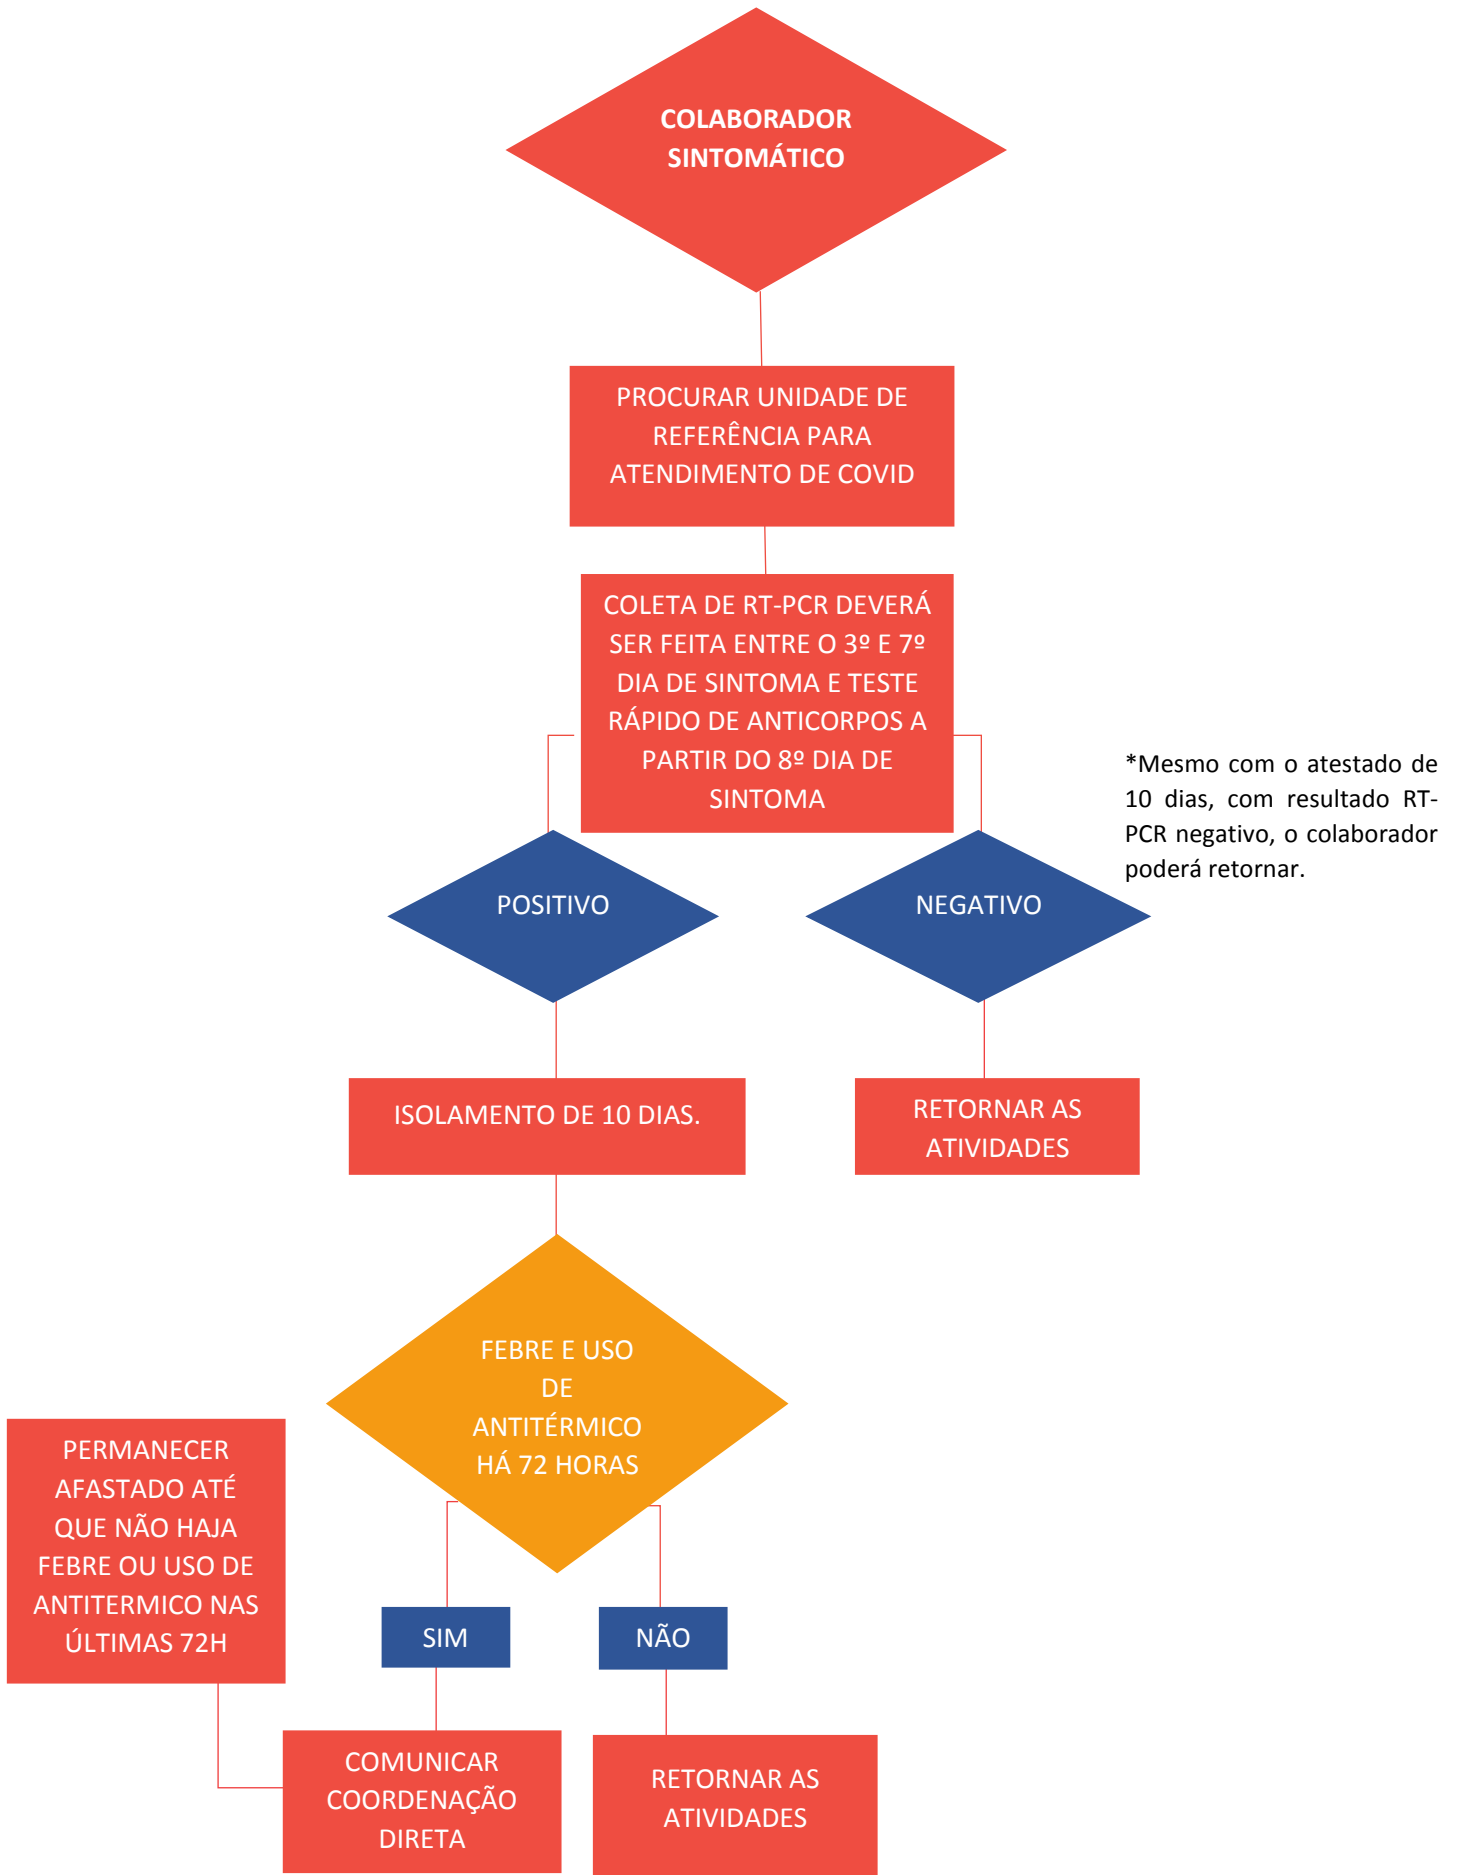 COLABORADOR
SINTOMÁTICO
PROCURAR UNIDADE DE
REFERÊNCIA PARA
ATENDIMENTO DE COVID
COLETA DE RT-PCR DEVERÁ
SER FEITA ENTRE O 3º E 7º
DIA DE SINTOMA E TESTE
RÁPIDO DE ANTICORPOS A
PARTIR DO 8º DIA DE
SINTOMA
*Mesmo com o atestado de
10 dias, com resultado RT-
PCR negativo, o colaborador
poderá retornar.
POSITIVO
NEGATIVO
ISOLAMENTO DE 10 DIAS.
RETORNAR AS
ATIVIDADES
FEBRE E USO
DE
ANTITÉRMICO
HÁ 72 HORAS
PERMANECER
AFASTADO ATÉ
QUE NÃO HAJA
FEBRE OU USO DE
ANTITERMICO NAS
ÚLTIMAS 72H
SIM
NÃO
COMUNICAR
COORDENAÇÃO
DIRETA
RETORNAR AS
ATIVIDADES